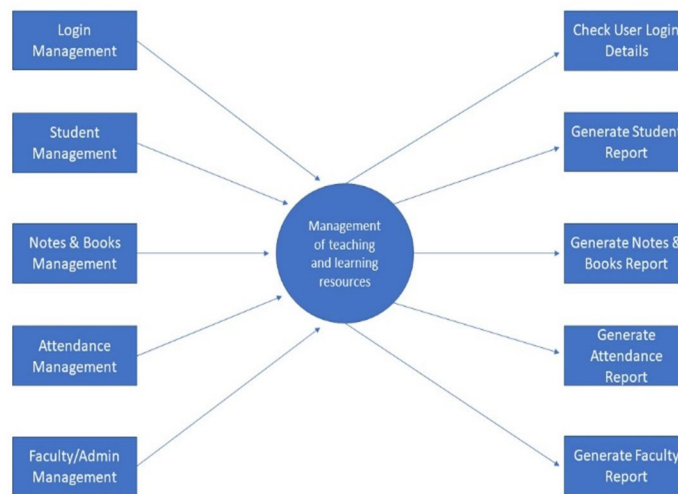 Login
Management
Student
Management
Notes & Books
Management
Attendance
Management
Faculty/Admin
Management
Management
of teaching
and learning
resources
Check User Login
Details
Generate Student
Report
Generate Notes &
Books Report
Generate
Attendance
Report
Generate Faculty
Report